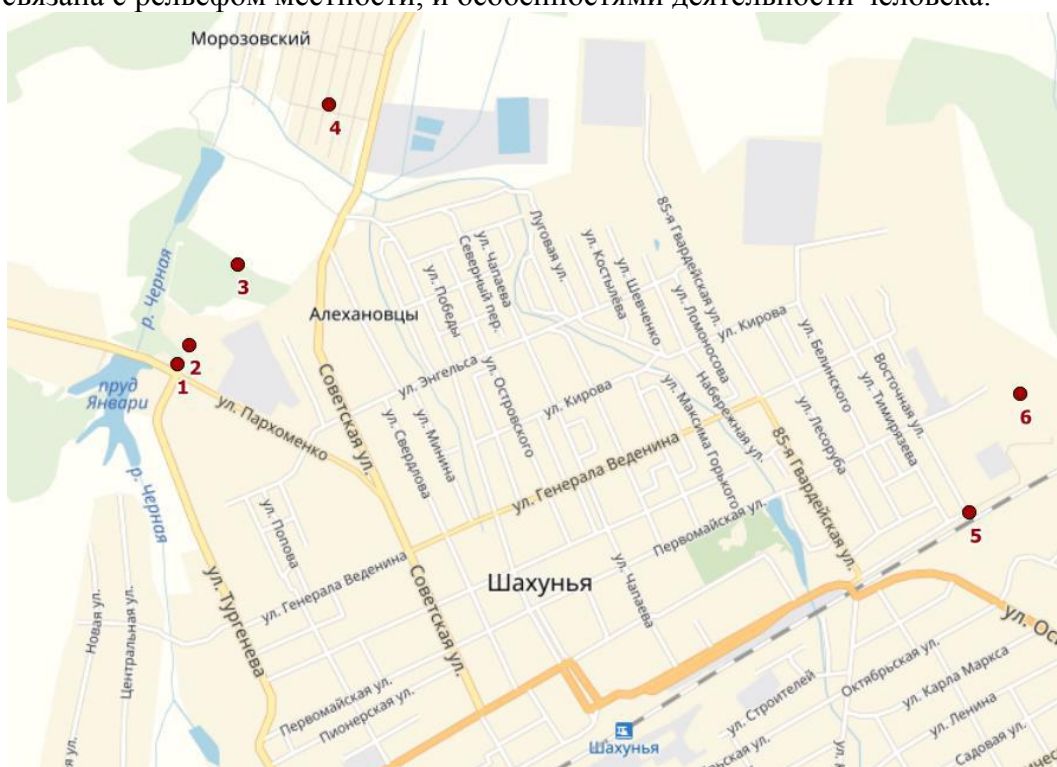 связана с рельефом местности, и особенностями деятельности человека.
Морозовский
4
р. Черная
3
Алехановцы
2
1
пруд
Январи
р. Черная
ул. Пархоменко
Советская ул.
ул. Победы
Северный пер.
ул. Чапаева
Луговая ул.
ул. Костылёва
ул. Шевченко
85-я Гвардейская ул.
ул. Ломоносова
ул. Кирова
ул. Белинского
Восточная ул.
ул. Тимирязева
6
ул. Энгельса
ул. Островского
ул. Кирова
ул. Свердлова
ул. Минина
Набережная ул.
ул. Максима Горького
ул. Лесоруба
ул. Генерала Веденина
85-я Гвардейская ул.
Первомайская ул.
5
ул. Попова
ул. Генерала Веденина
Шахунья
ул. Чапаева
Новая ул.
Центральная ул.
ул. Тургенева
Советская ул.
Первомайская ул.
Пионерская ул.
ул. Ос
Октябрьская ул.
ул. Карла Маркса
ул. Строителей
ул. Ленина
Садовая ул.
Шахунья